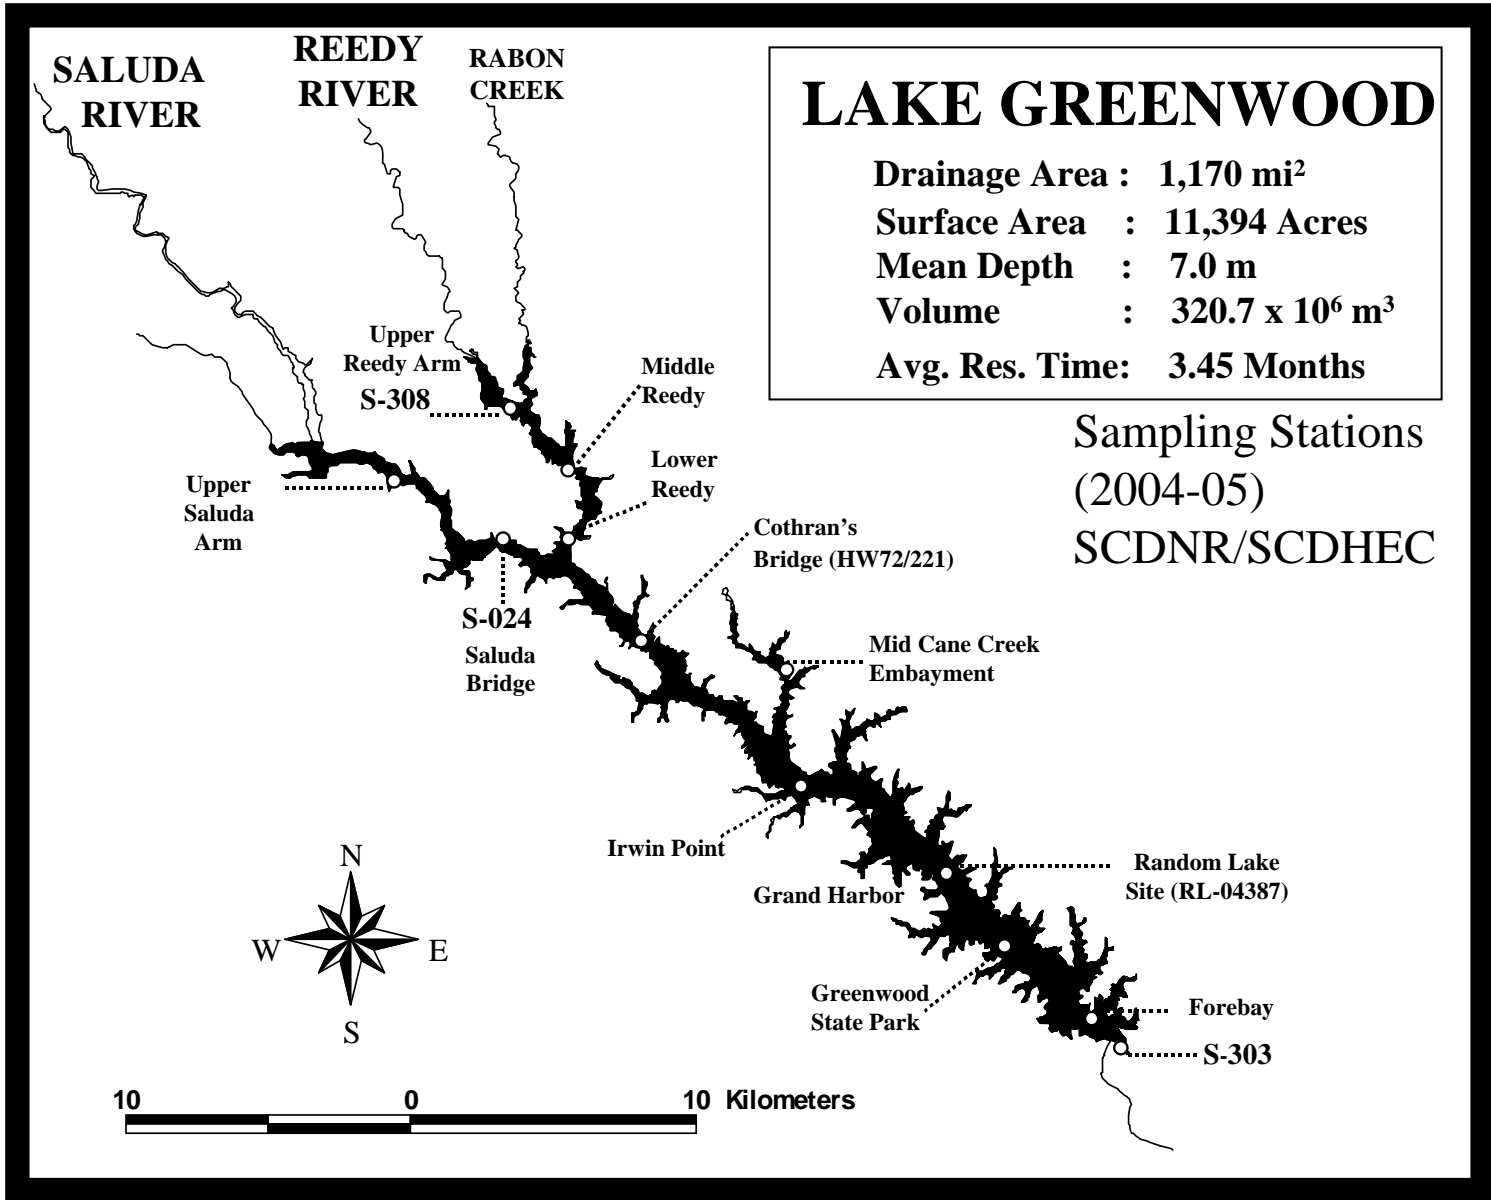 SALUDA
RIVER
REEDY
RIVER
RABON
CREEK
LAKE GREENWOOD
Drainage Area : 1,170 mi²
Surface Area : 11,394 Acres
Mean Depth : 7.0 m
Volume : 320.7 x 10⁶ m³
Avg. Res. Time: 3.45 Months
Sampling Stations
(2004-05)
SCDNR/SCDHEC
Upper
Reedy Arm
S-308
Middle
Reedy
Lower
Reedy
Upper
Saluda
Arm
Cothran's
Bridge (HW72/221)
S-024
Saluda
Bridge
Mid Cane Creek
Embayment
Irwin Point
Grand Harbor
Random Lake
Site (RL-04387)
Greenwood
State Park
Forebay
S-303
N
W E
S
10 0 10 Kilometers